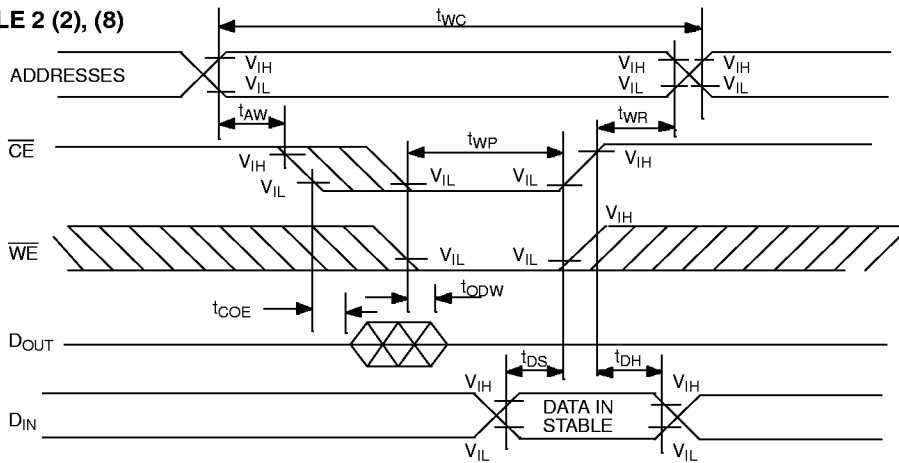 LE 2 (2), (8)
tWC
ADDRESSES
VIH
VIL
VIH
VIL
VIH
VIL
tAW
tWR
CE
tWP
VIH
VIL
VIL
VIL
VIH
WE
VIH
VIL
VIL
tCOE
tODW
DOUT
tDS
tDH
DIN
VIH
VIL
DATA IN
STABLE
VIH
VIL